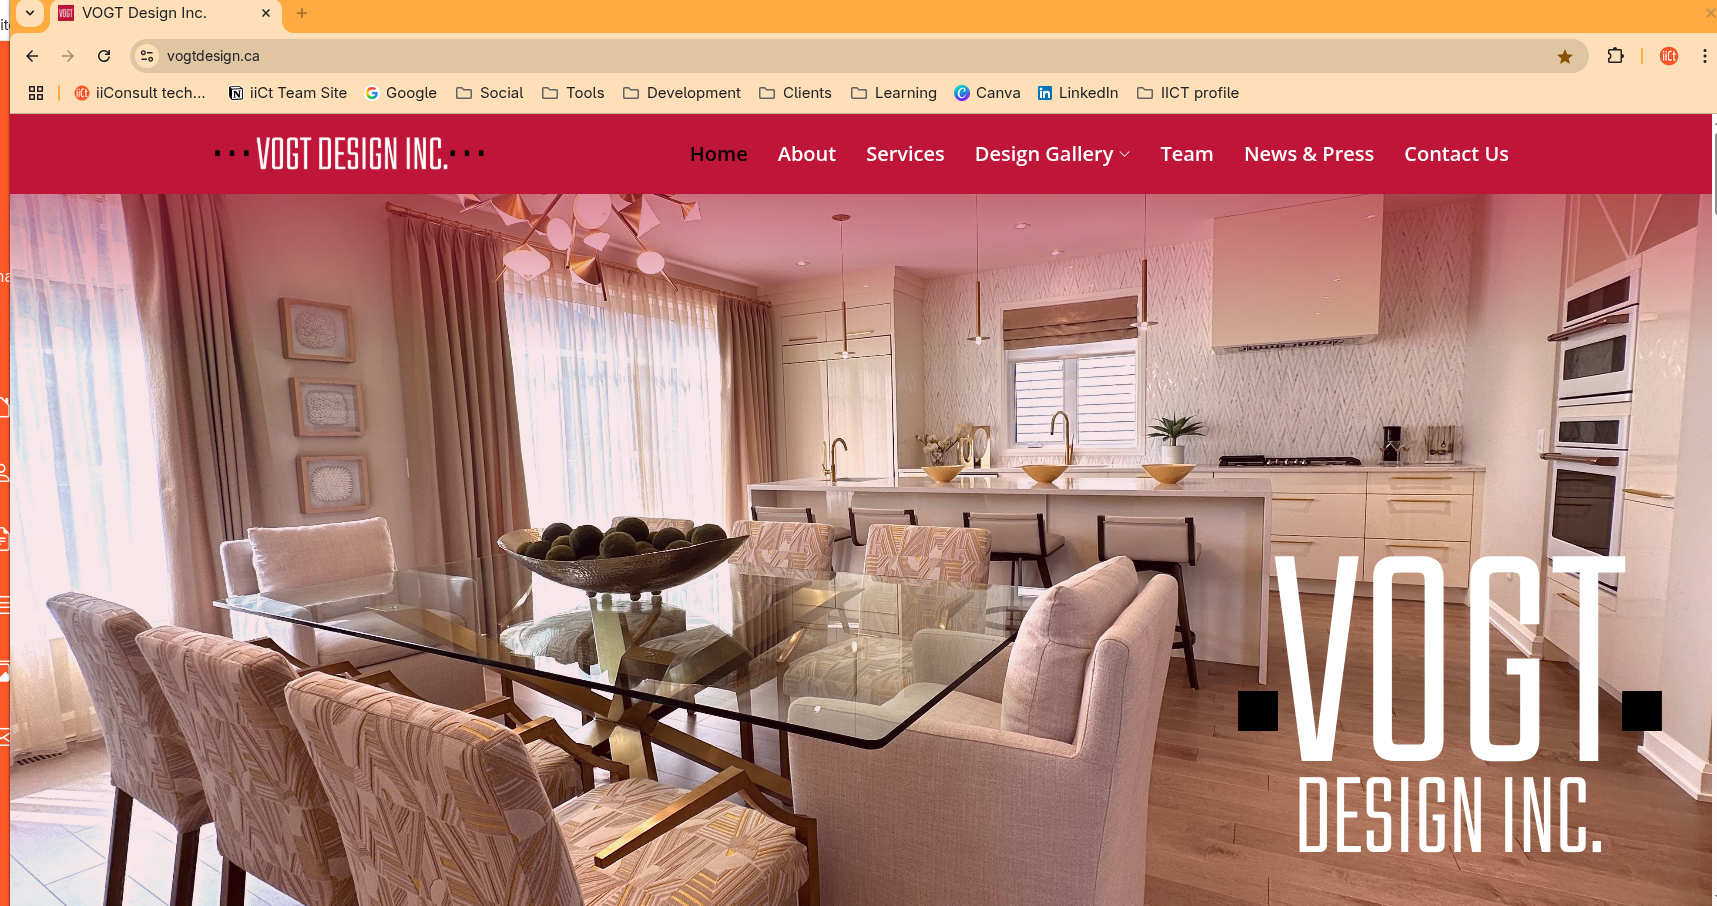 VOGT Design Inc.
vogtdesign.ca
iiCt
iiConsult tech...
iiCt Team Site
Google
Social
Tools
Development
Clients
Learning
Canva
LinkedIn
IICT profile
VOGT DESIGN INC.
Home
About
Services
Design Gallery
Team
News & Press
Contact Us
VOGT
DESIGN INC.